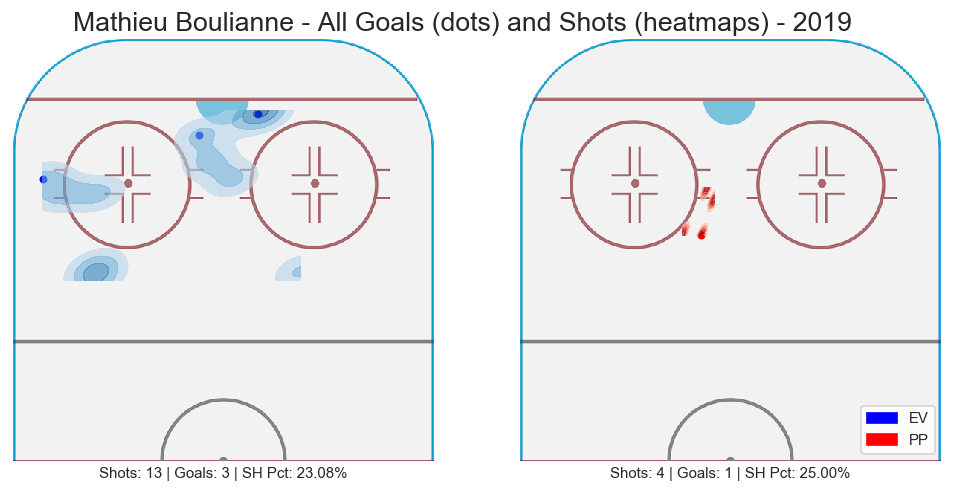 Mathieu Boulianne - All Goals (dots) and Shots (heatmaps) - 2019
EV
PP
Shots: 13 | Goals: 3 | SH Pct: 23.08%
Shots: 4 | Goals: 1 | SH Pct: 25.00%